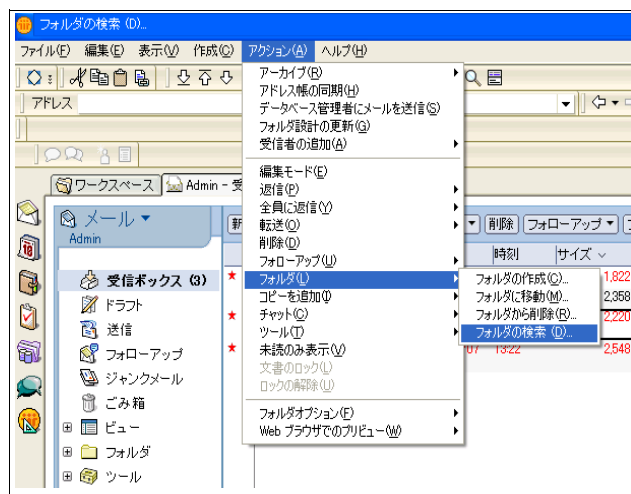 フォルダの検索 (D)...
ファイル(F) 編集(E) 表示(V) 作成(C) アクション(A) ヘルプ(H)
アドレス
ワークスペース Admin - 受
メール
Admin
受信ボックス (3)
ドラフト
送信
フォローアップ
ジャンクメール
ごみ箱
ビュー
フォルダ
ツール
アーカイブ(R)
アドレス帳の同期(H)
データベース管理者にメールを送信(S)
フォルダ設計の更新(G)
受信者の追加(A)
編集モード(E)
返信(P)
全員に返信(Y)
転送(O)
削除(D)
フォローアップ(U)
フォルダ(L)
コピーを追加(I)
チャット(C)
ツール(T)
未読のみ表示(V)
文書のロック(L)
ロックの解除(U)
フォルダオプション(F)
Web ブラウザでのプリビュー(W)
新 削除 フォローアップ
時刻 サイズ
フォルダの作成(C)...
フォルダに移動(M)...
フォルダから削除(R)...
フォルダの検索 (D)...
1,822
2,358
2,220
07 13:22 2,548